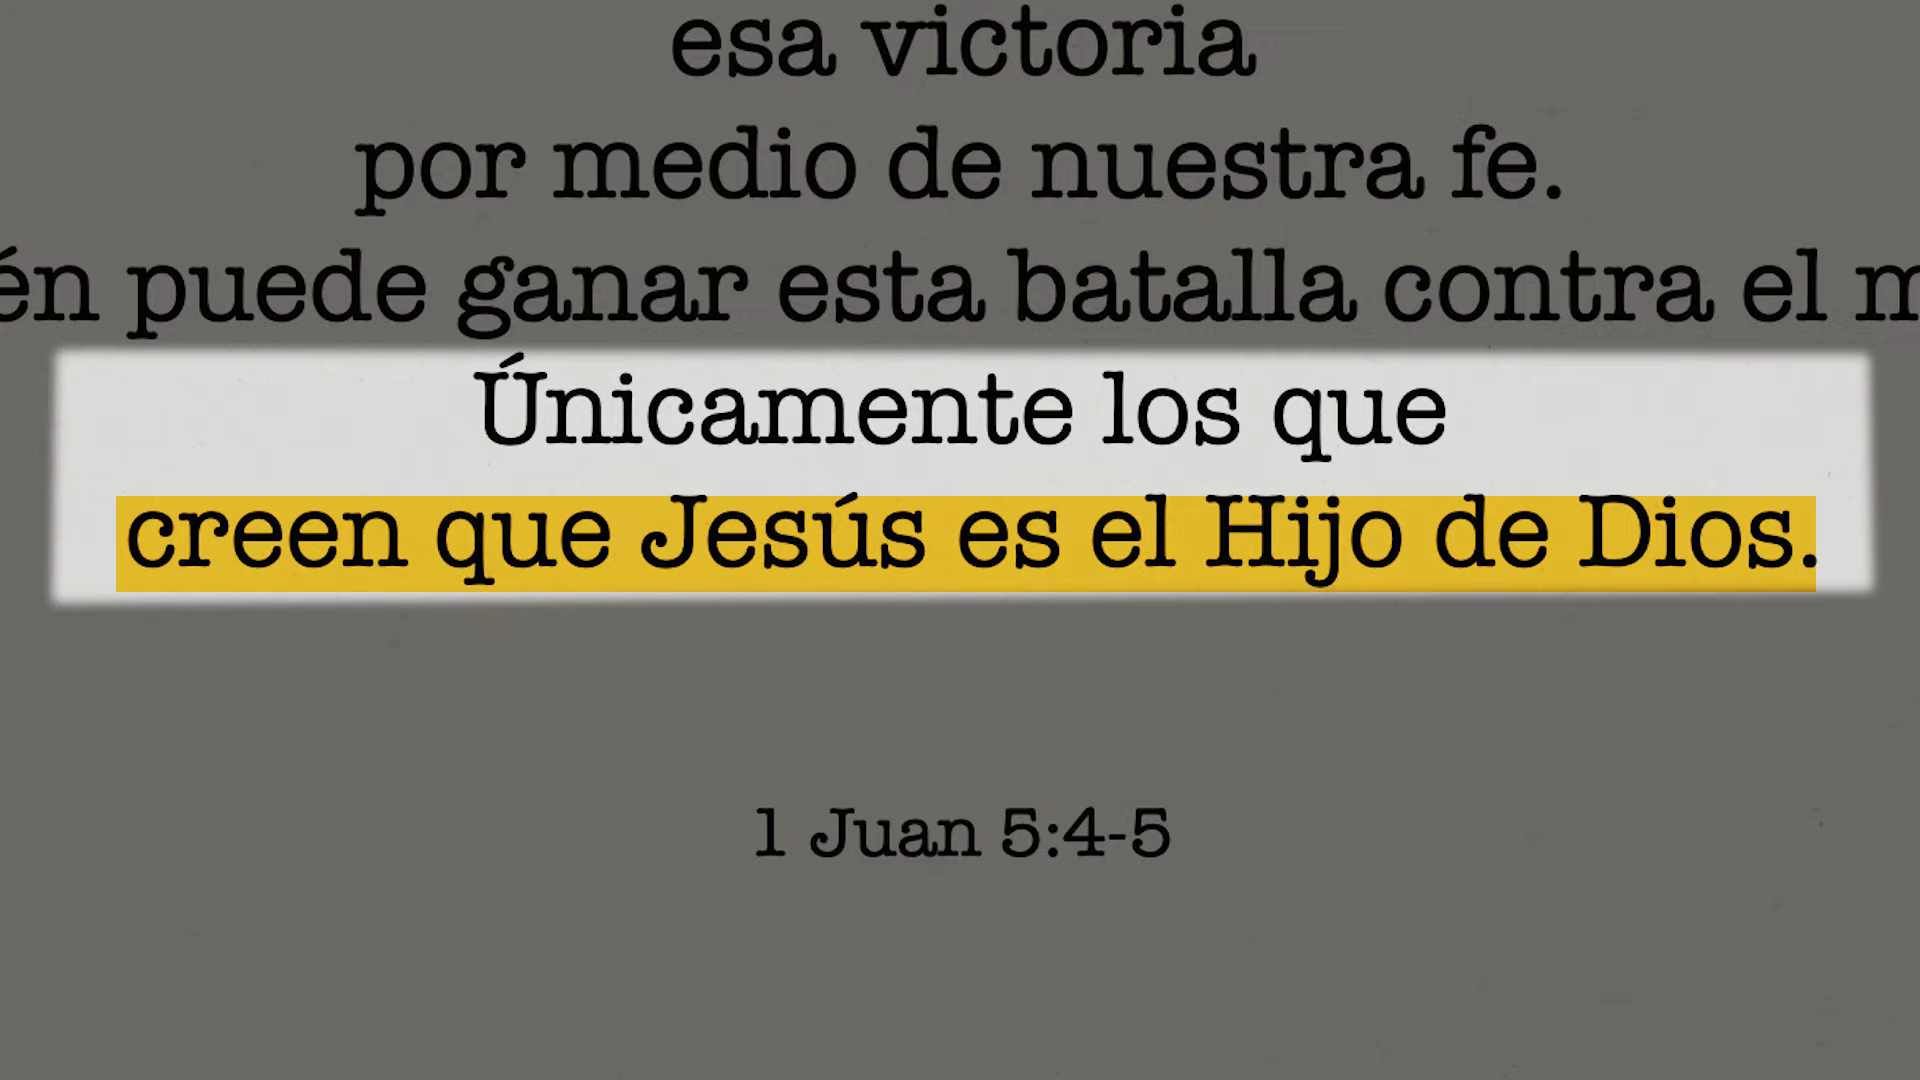 esa victoria
por medio de nuestra fe.
puede ganar esta batalla contra el
Únicamente los que
creen que Jesús es el Hijo de Dios.
1 Juan 5:4-5